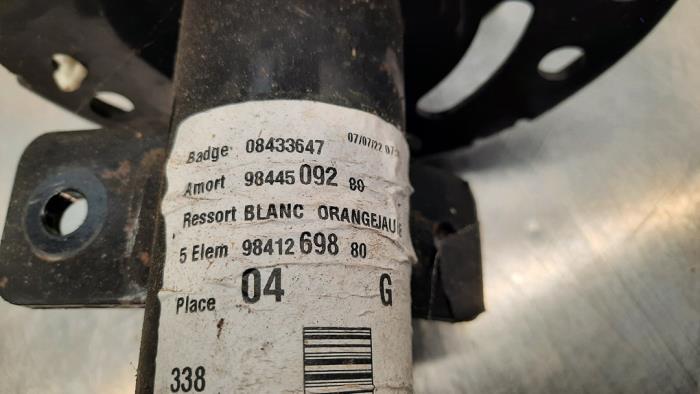 Badge 08433647 07/07/22
Amort 98445 092 80
Ressort BLANC ORANGEJAU
5 Elem 98412 698 80
Place 04 G
338